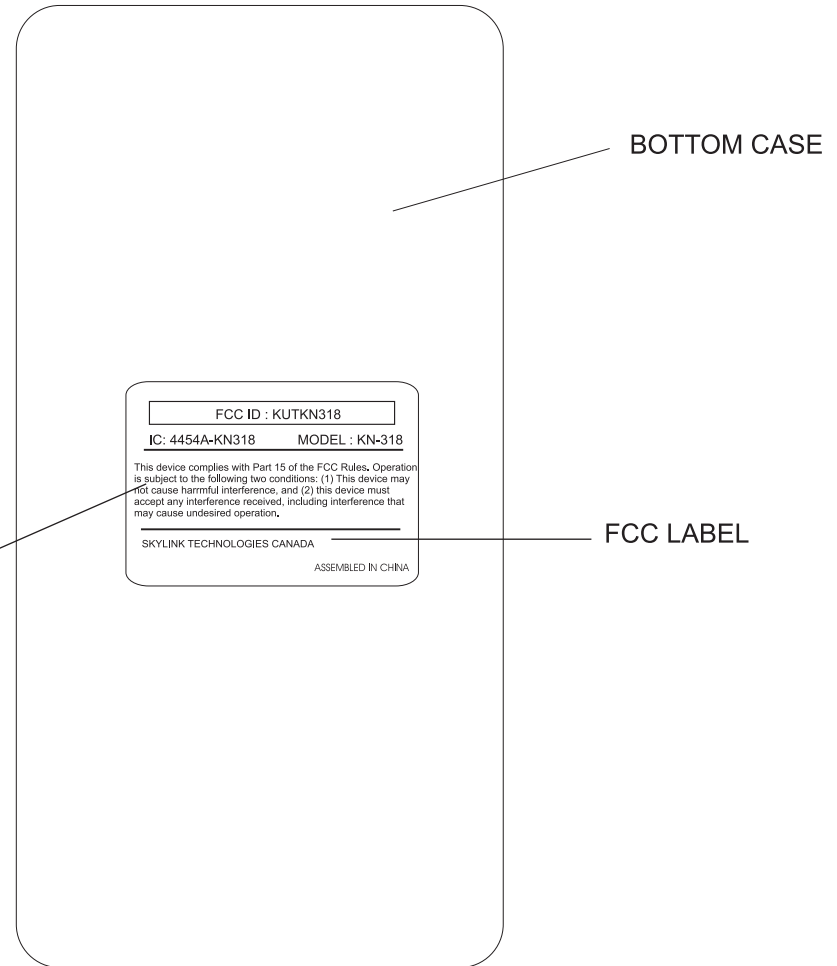 BOTTOM CASE
FCC ID : KUTKN318
IC: 4454A-KN318 MODEL : KN-318
This device complies with Part 15 of the FCC Rules. Operation
is subject to the following two conditions: (1) This device may
not cause harmful interference, and (2) this device must
accept any interference received, including interference that
may cause undesired operation.
SKYLINK TECHNOLOGIES CANADA
FCC LABEL
ASSEMBLED IN CHINA